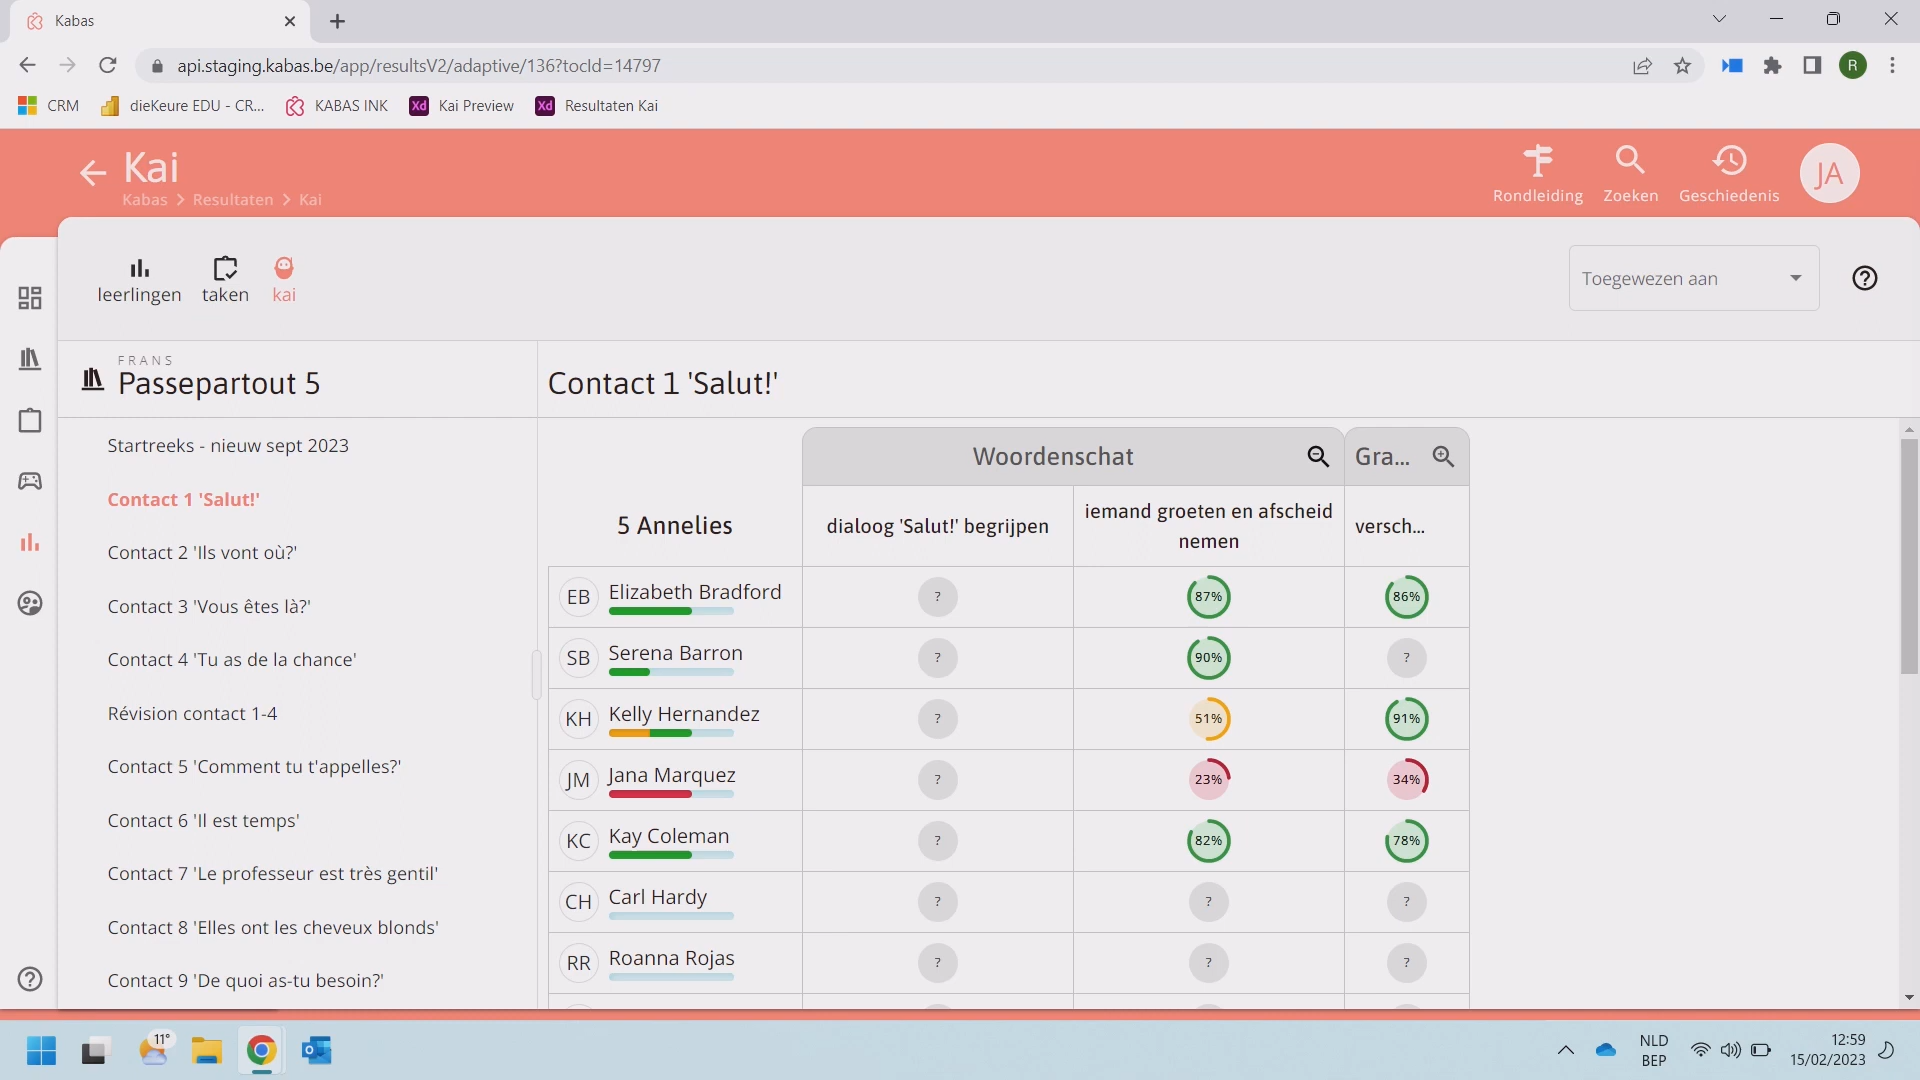 Kabas
api.staging.kabas.be/app/resultsV2/adaptive/136?tocId=14797
R
CRM
dieKeure EDU - CR...
KABAS INK
Xd Kai Preview
Xd Resultaten Kai
Kai
Kabas > Resultaten > Kai
Rondleiding
Zoeken
Geschiedenis
JA
leerlingen
taken
kai
Toegewezen aan
FRANS
Passepartout 5
Contact 1 'Salut!'
Startreeks - nieuw sept 2023
Contact 1 'Salut!'
Contact 2 'Ils vont où?'
Contact 3 'Vous êtes là?'
Contact 4 'Tu as de la chance'
Révision contact 1-4
Contact 5 'Comment tu t'appelles?'
Contact 6 'Il est temps'
Contact 7 'Le professeur est très gentil'
Contact 8 'Elles ont les cheveux blonds'
Contact 9 'De quoi as-tu besoin?'
Woordenschat
Gra...
5 Annelies
dialoog 'Salut!' begrijpen
iemand groeten en afscheid
nemen
versch...
EB Elizabeth Bradford ? 87% 86%
SB Serena Barron ? 90% ?
KH Kelly Hernandez ? 51% 91%
JM Jana Marquez ? 23% 34%
KC Kay Coleman ? 82% 78%
CH Carl Hardy ? ? ?
RR Roanna Rojas ? ? ?
11°
NLD
BEP
12:59
15/02/2023